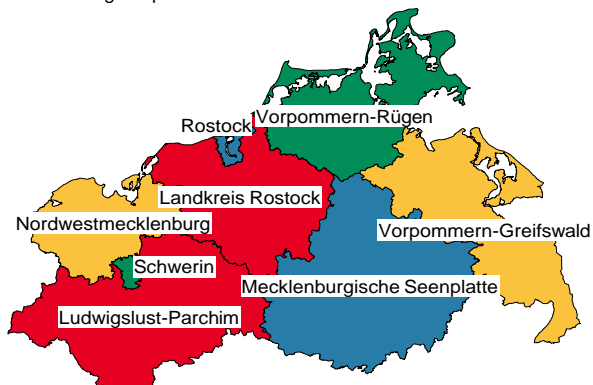 Rostock
Vorpommern-Rügen
Landkreis Rostock
Nordwestmecklenburg
Vorpommern-Greifswald
Schwerin
Mecklenburgische Seenplatte
Ludwigslust-Parchim